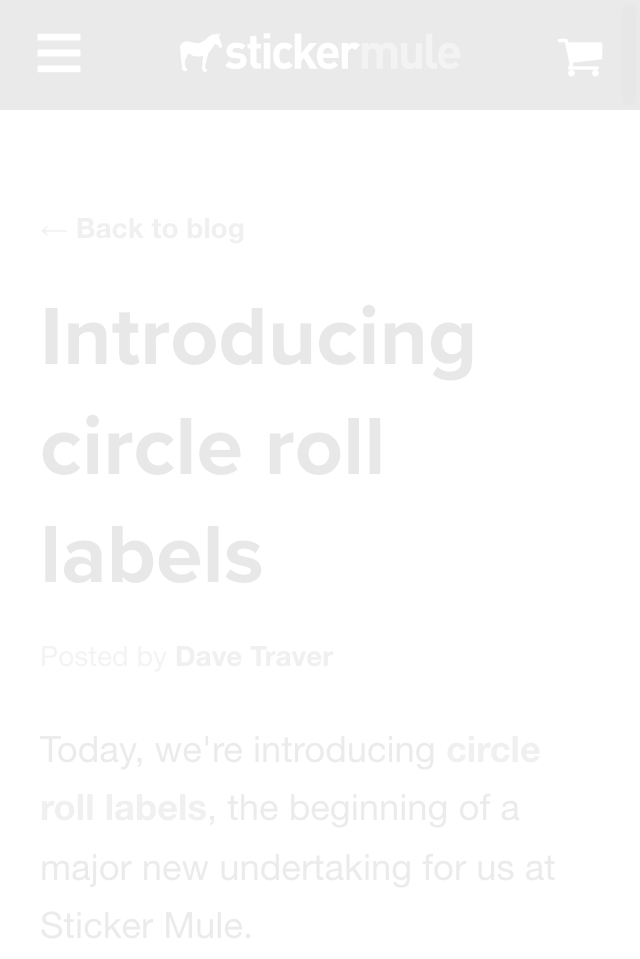 stickermule
← Back to blog
Introducing
circle roll
labels
Posted by Dave Traver
Today, we're introducing circle
roll labels, the beginning of a
major new undertaking for us at
Sticker Mule.